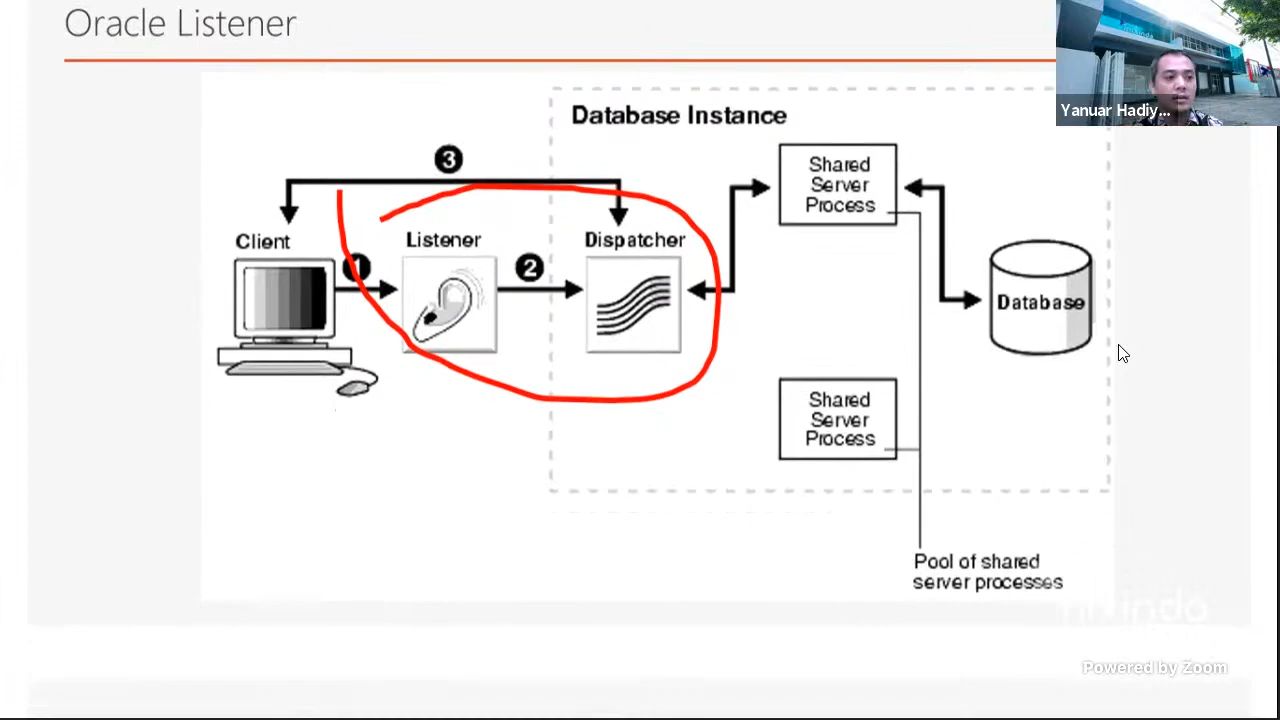 Oracle Listener
Yanuar Hadiy...
Database Instance
3
Shared
Server
Process
Client
Listener
Dispatcher
1
2
Database
Shared
Server
Process
Pool of shared
server processes
Powered by Zoom